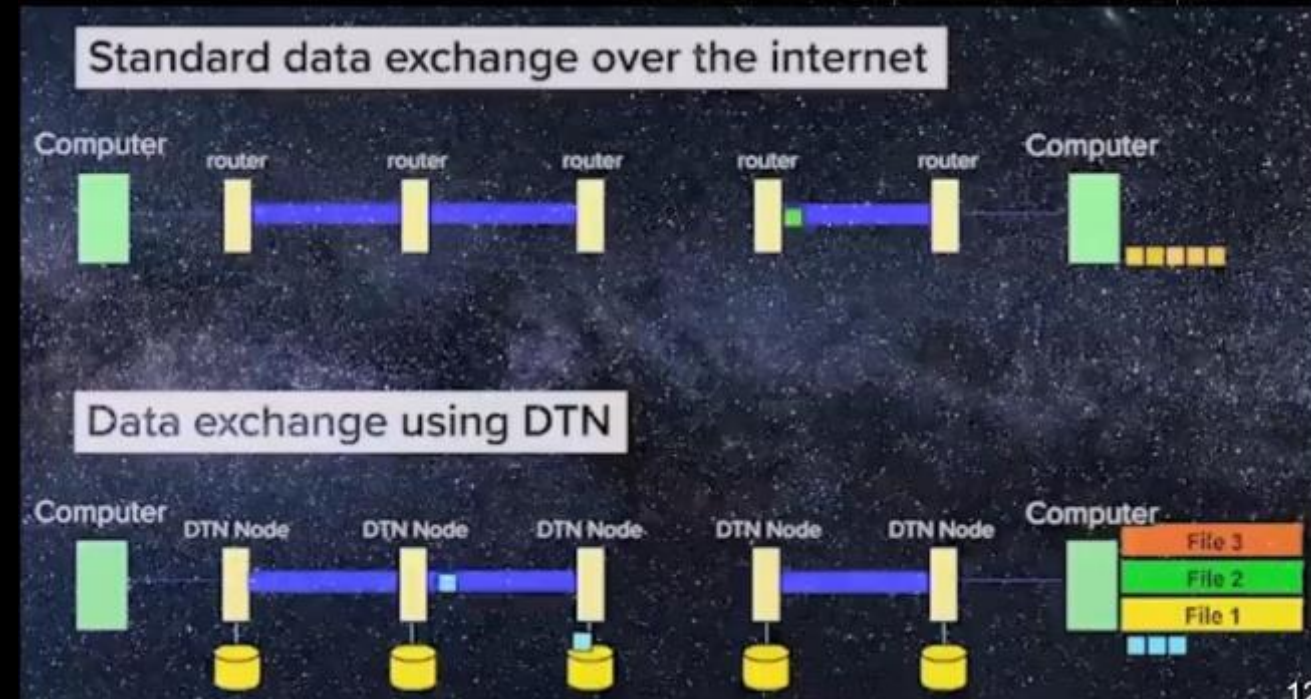 Standard data exchange over the internet
Computer router router router router router Computer
Data exchange using DTN
Computer DTN Node DTN Node DTN Node DTN Node DTN Node Computer
File 3
File 2
File 1